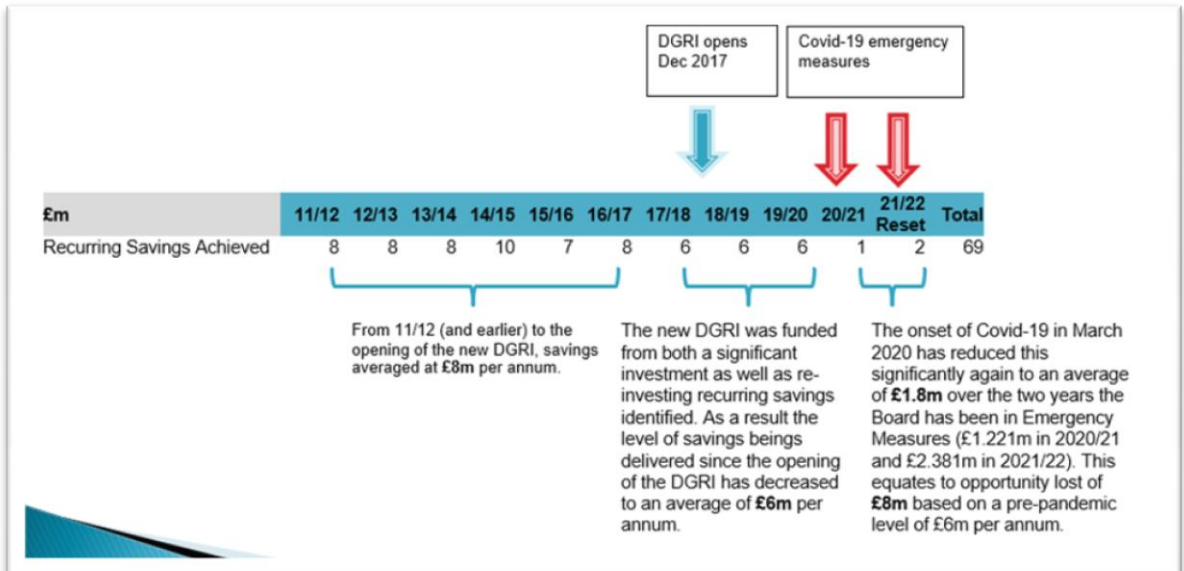 DGRI opens
Dec 2017
Covid-19 emergency
measures
£m 11/12 12/13 13/14 14/15 15/16 16/17 17/18 18/19 19/20 20/21 21/22 Reset Total
Recurring Savings Achieved 8 8 8 10 7 8 6 6 6 1 2 69
From 11/12 (and earlier) to the
opening of the new DGRI, savings
averaged at £8m per annum.
The new DGRI was funded
from both a significant
investment as well as re-
investing recurring savings
identified. As a result the
level of savings beings
delivered since the opening
of the DGRI has decreased
to an average of £6m per
annum.
The onset of Covid-19 in March
2020 has reduced this
significantly again to an average
of £1.8m over the two years the
Board has been in Emergency
Measures (£1.221m in 2020/21
and £2.381m in 2021/22). This
equates to opportunity lost of
£8m based on a pre-pandemic
level of £6m per annum.